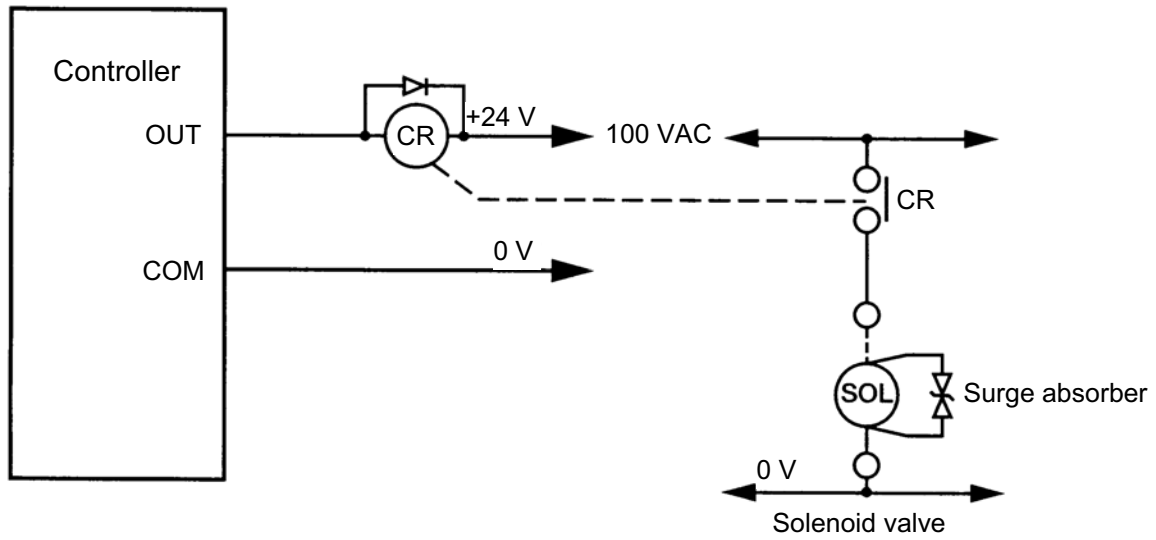 Controller
OUT
CR
+24 V
100 VAC
CR
COM
0 V
SOL
Surge absorber
0 V
Solenoid valve